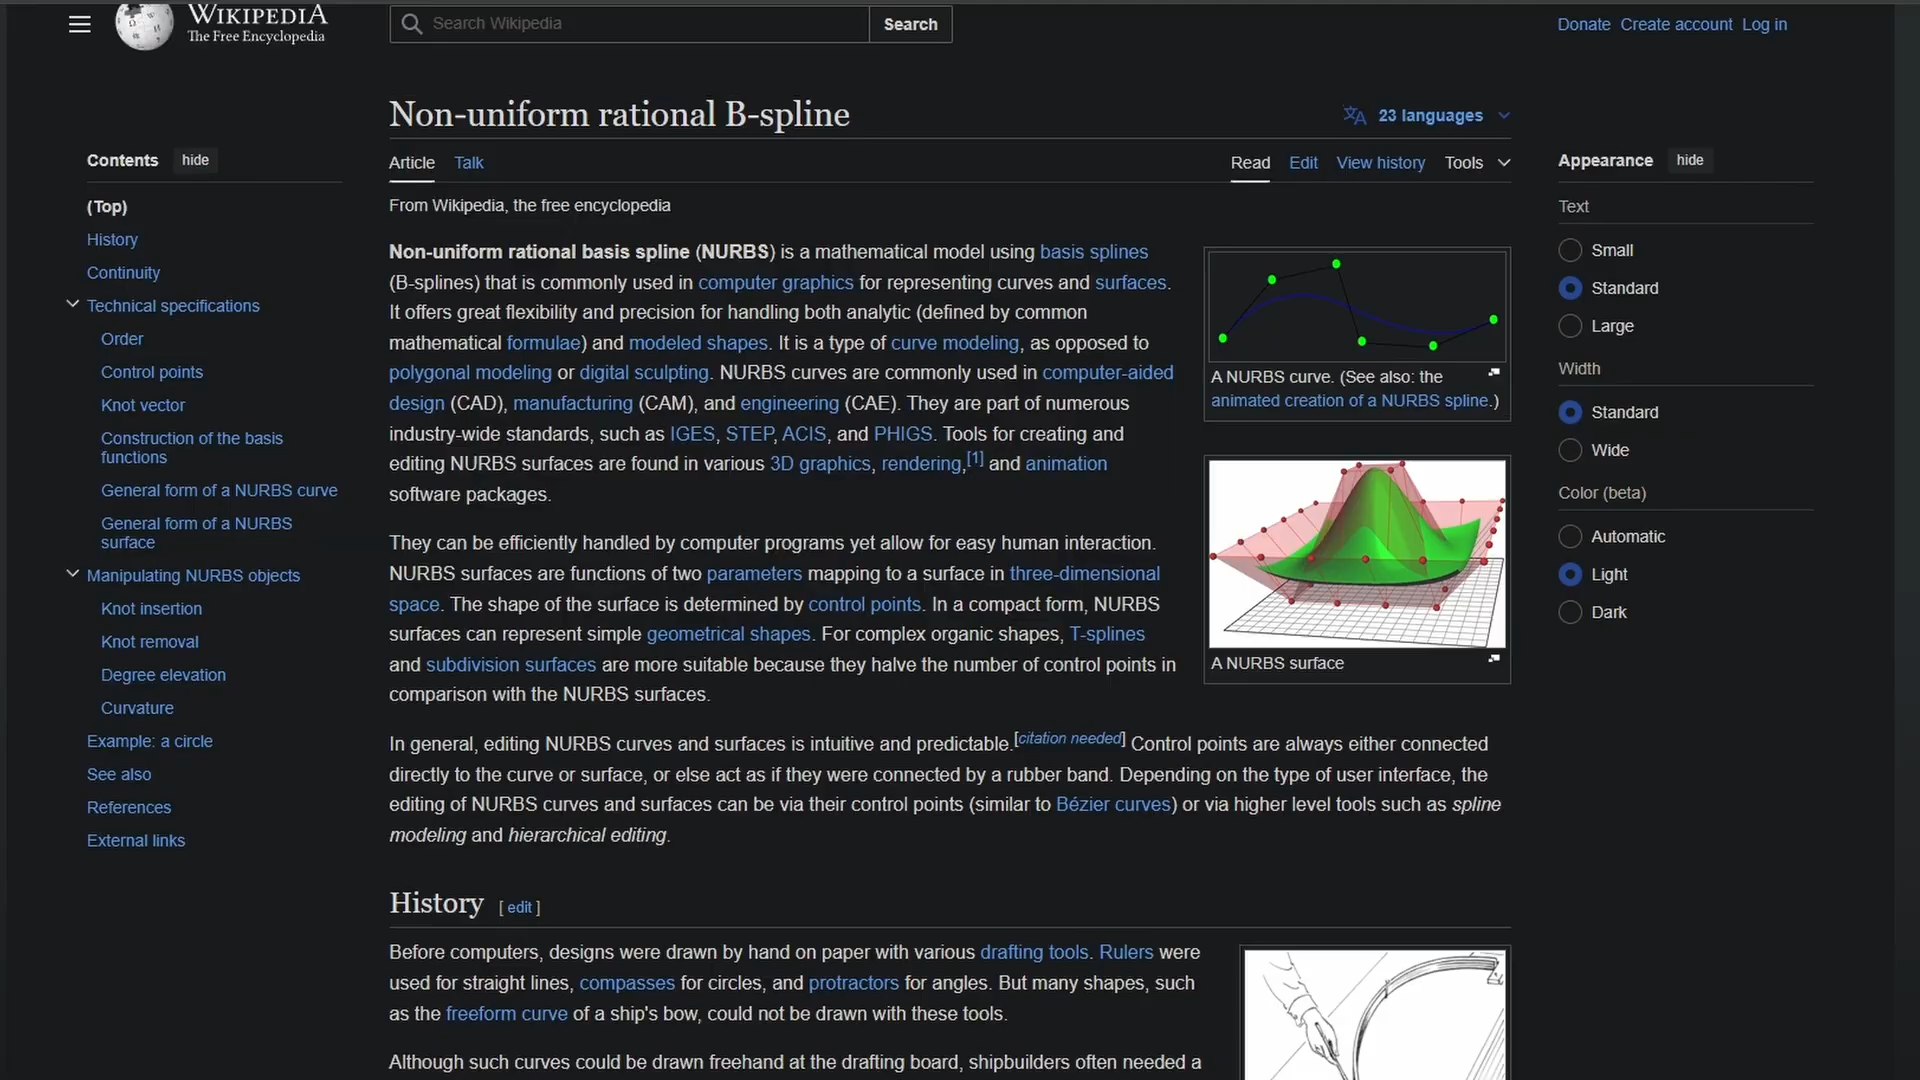 WIKIPEDIA
The Free Encyclopedia
Search Wikipedia
Search
Donate Create account Log in
Non-uniform rational B-spline
23 languages
Article Talk
Read Edit View history Tools
From Wikipedia, the free encyclopedia
Contents hide
(Top)
History
Continuity
Technical specifications
Order
Control points
Knot vector
Construction of the basis
functions
General form of a NURBS curve
General form of a NURBS
surface
Manipulating NURBS objects
Knot insertion
Knot removal
Degree elevation
Curvature
Example: a circle
See also
References
External links
Non-uniform rational basis spline (NURBS) is a mathematical model using basis splines
(B-splines) that is commonly used in computer graphics for representing curves and surfaces.
It offers great flexibility and precision for handling both analytic (defined by common
mathematical formulae) and modeled shapes. It is a type of curve modeling, as opposed to
polygonal modeling or digital sculpting. NURBS curves are commonly used in computer-aided
design (CAD), manufacturing (CAM), and engineering (CAE). They are part of numerous
industry-wide standards, such as IGES, STEP, ACIS, and PHIGS. Tools for creating and
editing NURBS surfaces are found in various 3D graphics, rendering,[1] and animation
software packages.
They can be efficiently handled by computer programs yet allow for easy human interaction.
NURBS surfaces are functions of two parameters mapping to a surface in three-dimensional
space. The shape of the surface is determined by control points. In a compact form, NURBS
surfaces can represent simple geometrical shapes. For complex organic shapes, T-splines
and subdivision surfaces are more suitable because they halve the number of control points in
comparison with the NURBS surfaces.
In general, editing NURBS curves and surfaces is intuitive and predictable.[citation needed] Control points are always either connected
directly to the curve or surface, or else act as if they were connected by a rubber band. Depending on the type of user interface, the
editing of NURBS curves and surfaces can be via their control points (similar to Bézier curves) or via higher level tools such as spline
modeling and hierarchical editing.
A NURBS curve. (See also: the
animated creation of a NURBS spline.)
A NURBS surface
History [ edit ]
Before computers, designs were drawn by hand on paper with various drafting tools. Rulers were
used for straight lines, compasses for circles, and protractors for angles. But many shapes, such
as the freeform curve of a ship's bow, could not be drawn with these tools.
Although such curves could be drawn freehand at the drafting board, shipbuilders often needed a
Appearance hide
Text
Small
Standard
Large
Width
Standard
Wide
Color (beta)
Automatic
Light
Dark